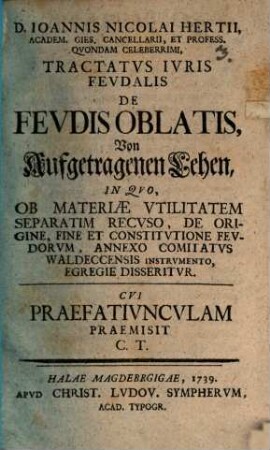 D. IOANNIS NICOLAI HERTII,
ACADEM. GIES. CANCELLARII, ET PROFESS.
QVONDAM CELEBERRIMI,
TRACTATVS IVRIS
FEVDALIS
DE
FEVDIS OBLATIS,
Von
Aufgetragenen Lehen,
IN QVO,
OB MATERIÆ VTILITATEM
SEPARATIM RECVSO, DE ORI-
GINE, FINE ET CONSTITVTIONE FEV-
DORVM, ANNEXO COMITATVS
WALDECCENSIS INSTRVMENTO,
EGREGIE DISSERITVR.
CVI
PRAEFATIVNCVLAM
PRAEMISIT
C. T.
HALAE MAGDEBRGIGAE, 1739.
APVD CHRIST. LVDOV. SYMPHERVM,
ACAD. TYPOGR.